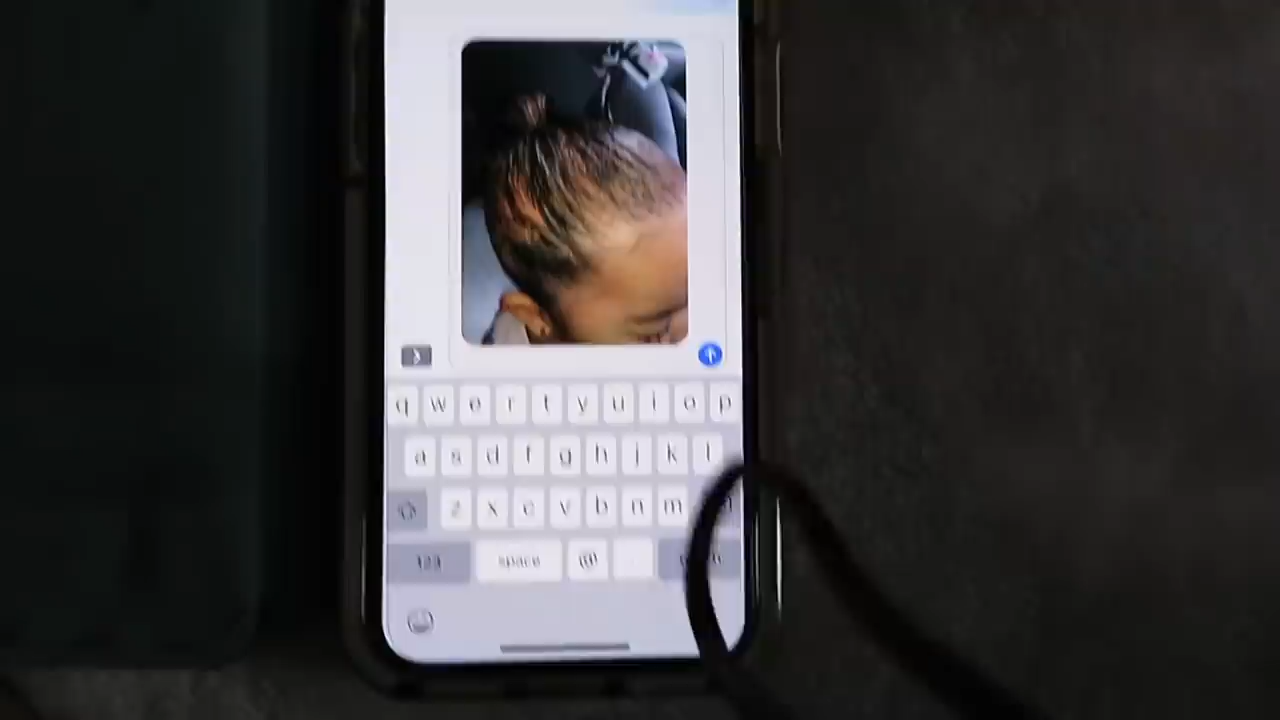 q w e r t y u i o p
a s d f g h j k l
z x c v b n m
123 space @ .